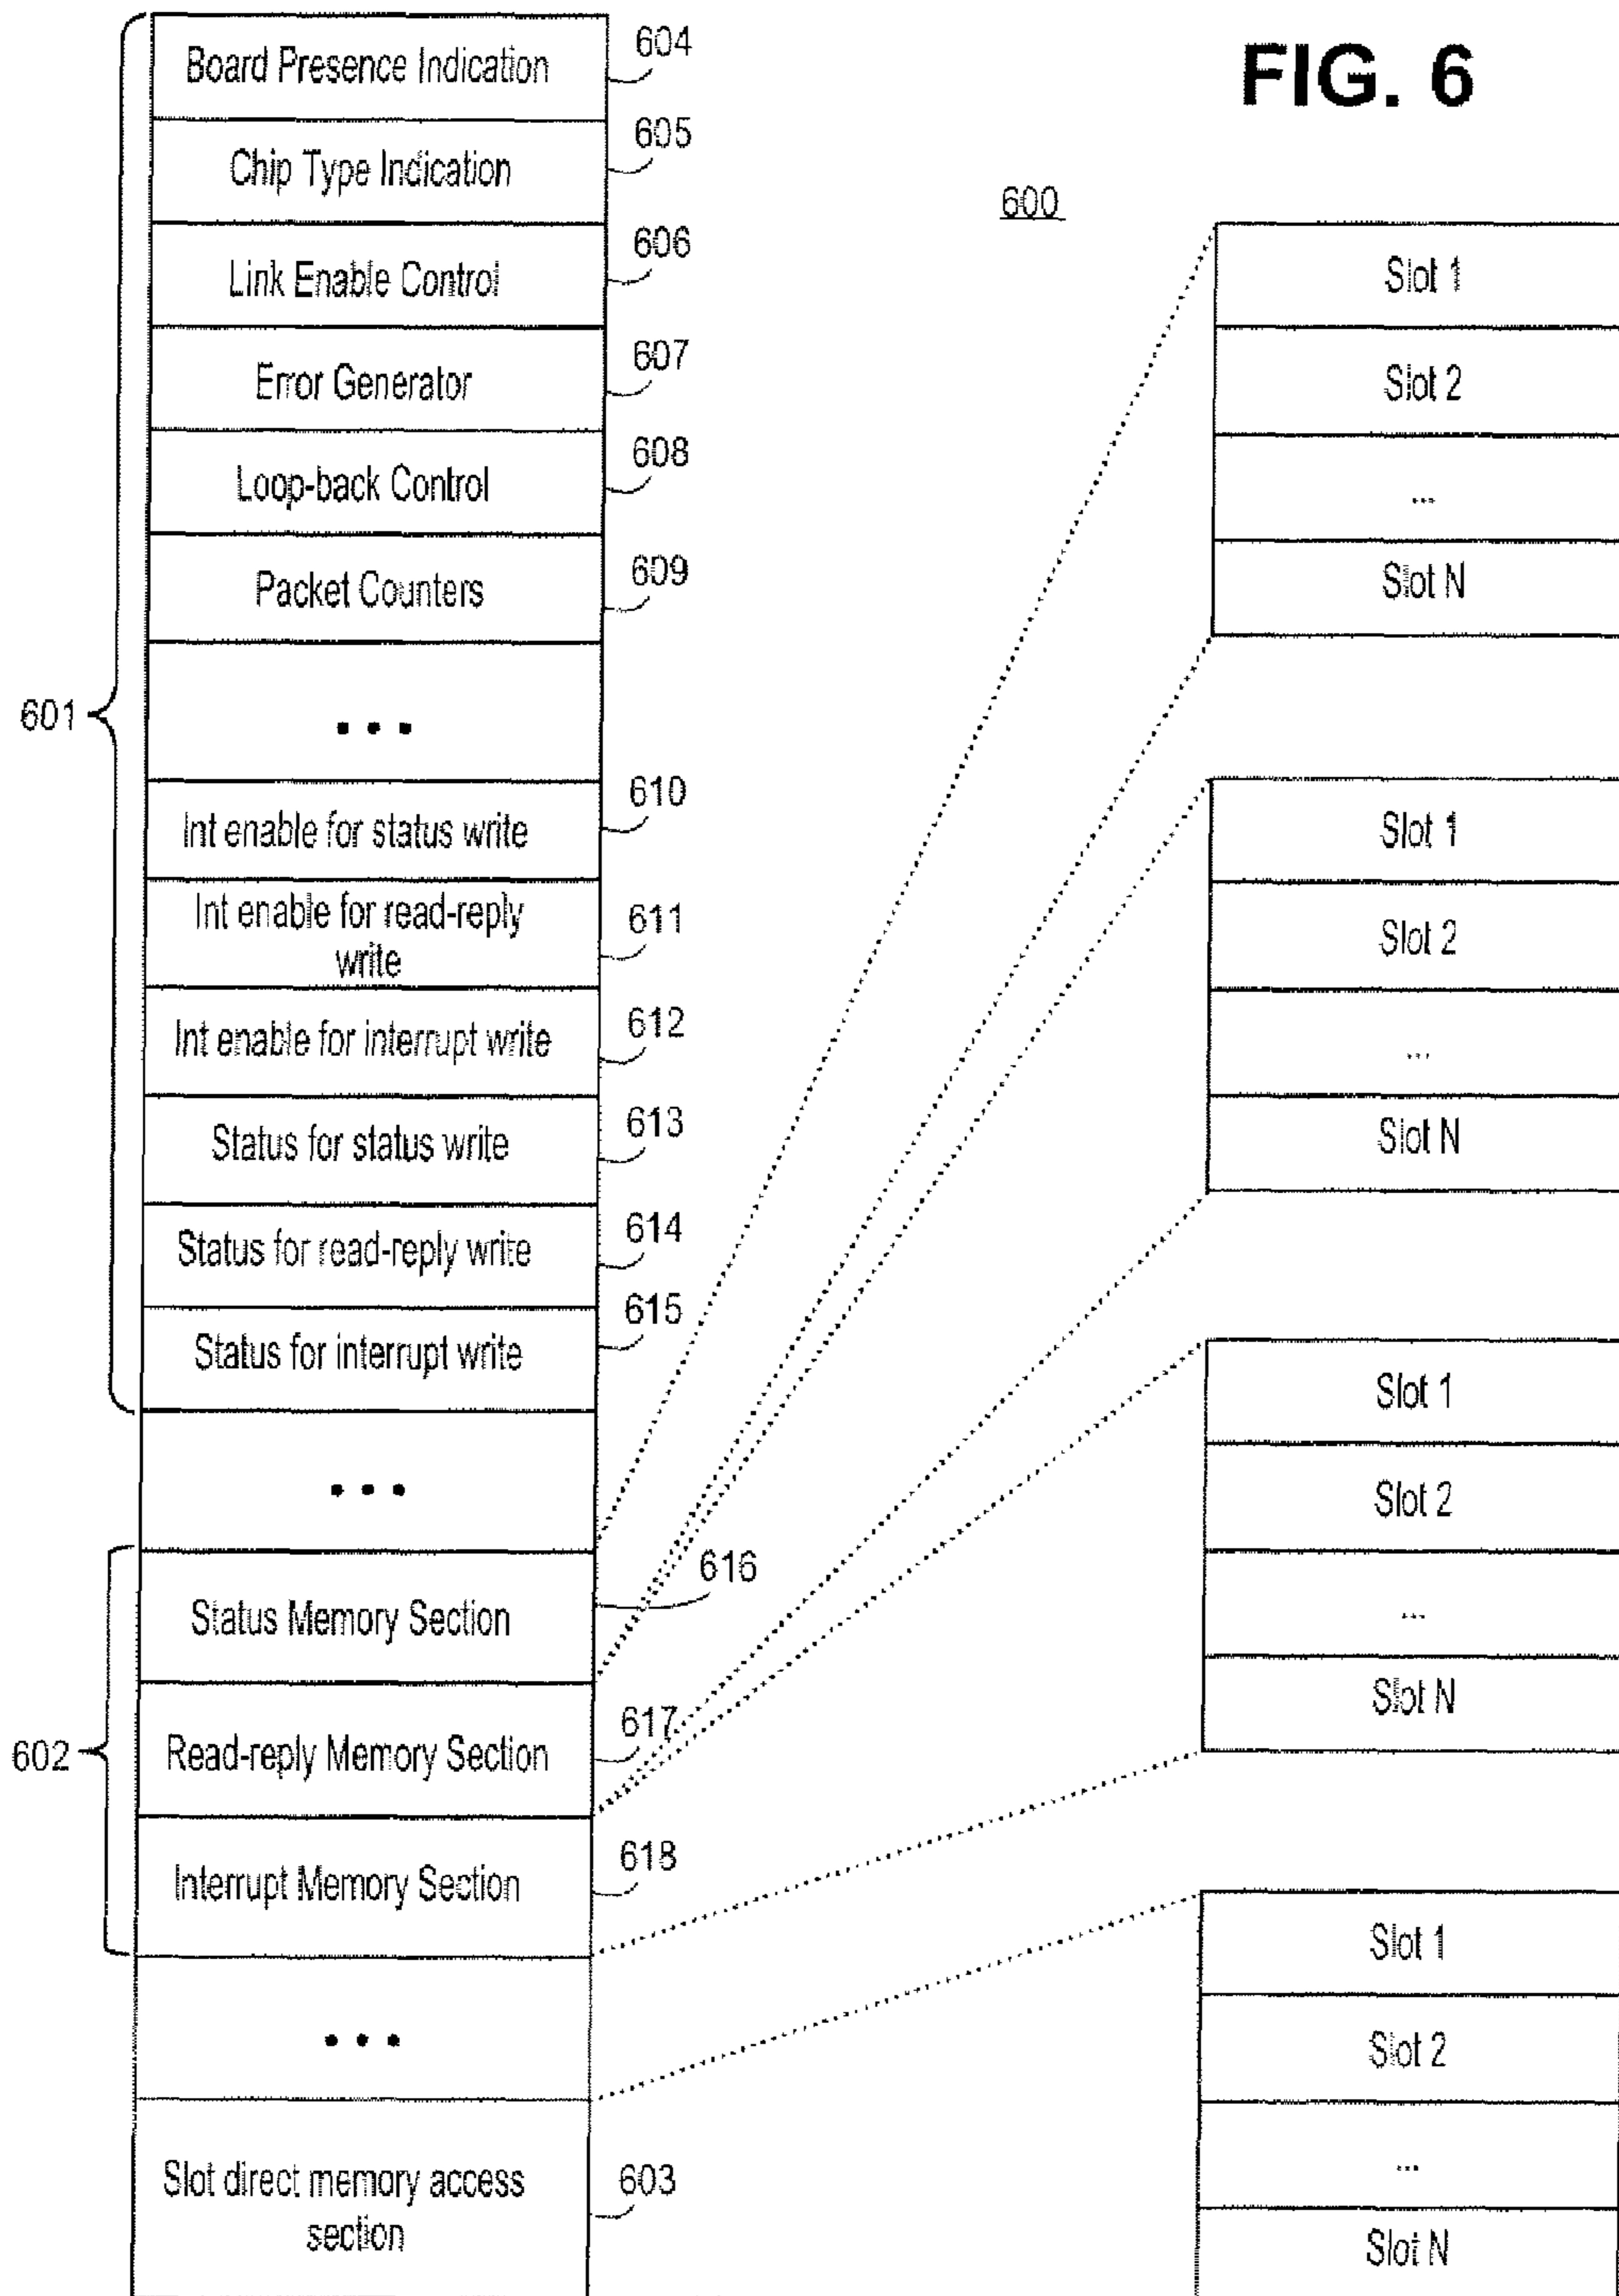 FIG. 6
600
601
Board Presence Indication 604
Chip Type Indication 605
Link Enable Control 606
Error Generator 607
Loop-back Control 608
Packet Counters 609
...
Int enable for status write 610
Int enable for read-reply
write 611
Int enable for interrupt write 612
Status for status write 613
Status for read-reply write 614
Status for interrupt write 615
...
602
Status Memory Section 616
Read-reply Memory Section 617
Interrupt Memory Section 618
...
Slot direct memory access
section 603
Slot 1
Slot 2
...
Slot N
Slot 1
Slot 2
...
Slot N
Slot 1
Slot 2
...
Slot N
Slot 1
Slot 2
...
Slot N